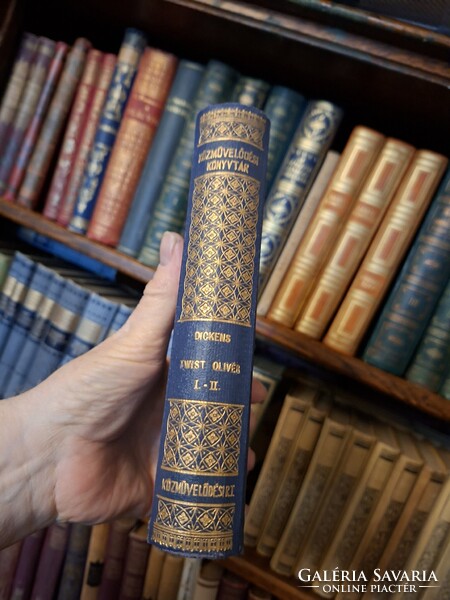 KÖZMŰVELŐDÉSI
KÖNYVTÁR
DICKENS
TWIST OLIVÉR
I.-II.
KÖZMŰVELŐDÉSI R.T.
GALÉRIA SAVARIA
ONLINE PIACTÉR